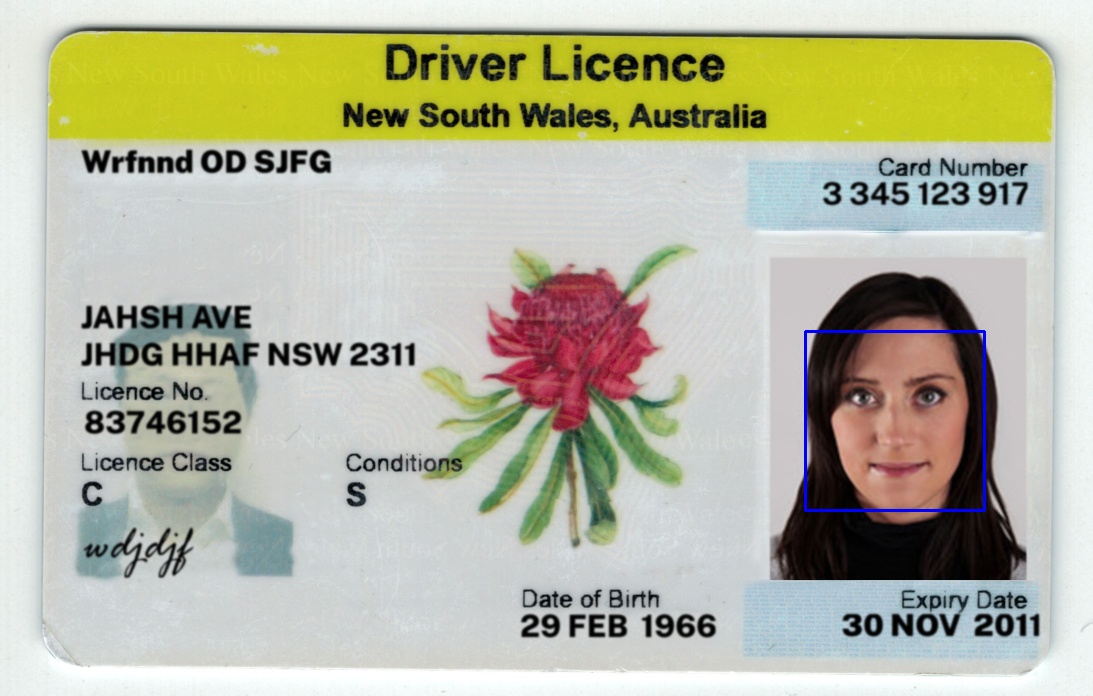 Driver Licence
New South Wales, Australia
Wrfnnd OD SJFG
Card Number
3 345 123 917
JAHSH AVE
JHDG HHAF NSW 2311
Licence No.
83746152
Licence Class
Conditions
C
S
wdjdjf
Date of Birth
29 FEB 1966
Expiry Date
30 NOV 2011